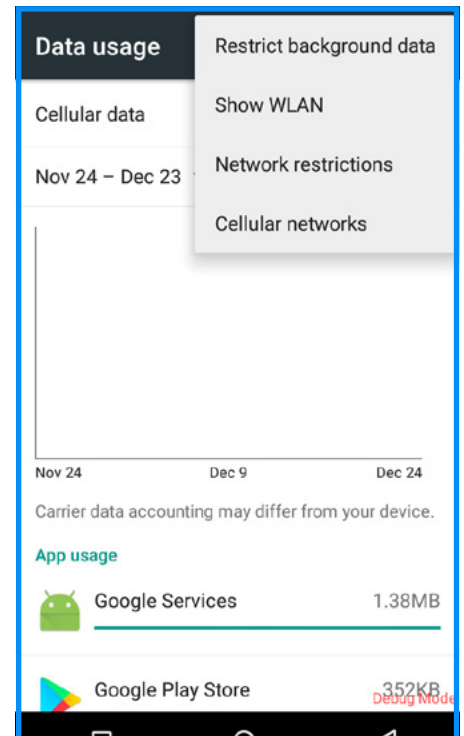 Data usage
Restrict background data
Cellular data
Show WLAN
Nov 24 – Dec 23
Network restrictions
Cellular networks
Nov 24 Dec 9 Dec 24
Carrier data accounting may differ from your device.
App usage
Google Services 1.38MB
Google Play Store 352KB
Debug Mode